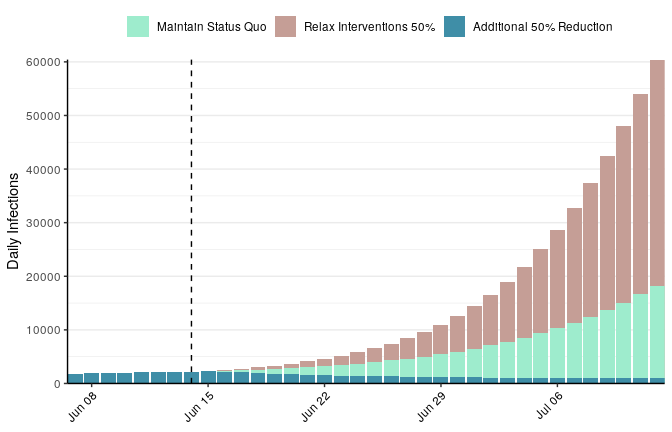 Maintain Status Quo Relax Interventions 50% Additional 50% Reduction
60000
50000
40000
30000
20000
10000
0
Daily Infections
Jun 08 Jun 15 Jun 22 Jun 29 Jul 06